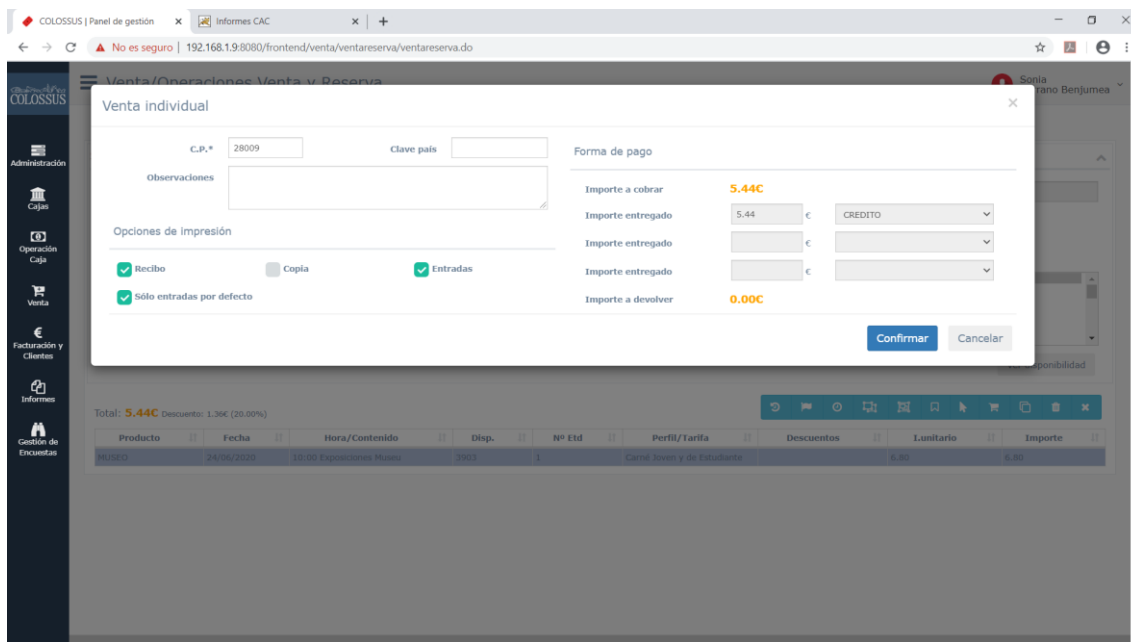 COLOSSUS | Panel de gestión
Informes CAC
No es seguro | 192.168.1.9:8080/frontend/venta/ventareserva/ventareserva.do
COLOSSUS
Venta/Operaciones Venta y Reserva
Sonia
rano Benjumea
Administración
Cajas
Operación
Caja
Venta
Facturación y
Clientes
Informes
Gestión de
Encuestas
Venta individual
C.P.* 28009 Clave país
Observaciones
Opciones de impresión
Recibo Copia Entradas
Sólo entradas por defecto
Forma de pago
Importe a cobrar 5.44€
Importe entregado 5.44 € CREDITO
Importe entregado €
Importe entregado €
Importe a devolver 0.00€
Confirmar Cancelar
sponibilidad
Total: 5.44€ Descuento: 1.36€ (20.00%)
Producto Fecha Hora/Contenido Disp. Nº Etd Perfil/Tarifa Descuentos I.unitario Importe
MUSEO 24/06/2020 10:00 Exposiciones Museu 3903 1 Carné Joven y de Estudiante 6.80 6.80